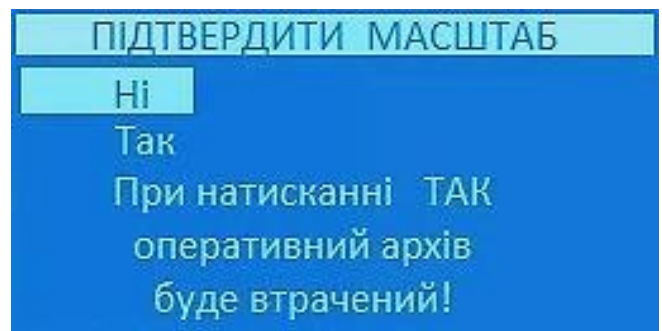 ПІДТВЕРДИТИ МАСШТАБ
Ні
Так
При натисканні ТАК
оперативний архів
буде втрачений!